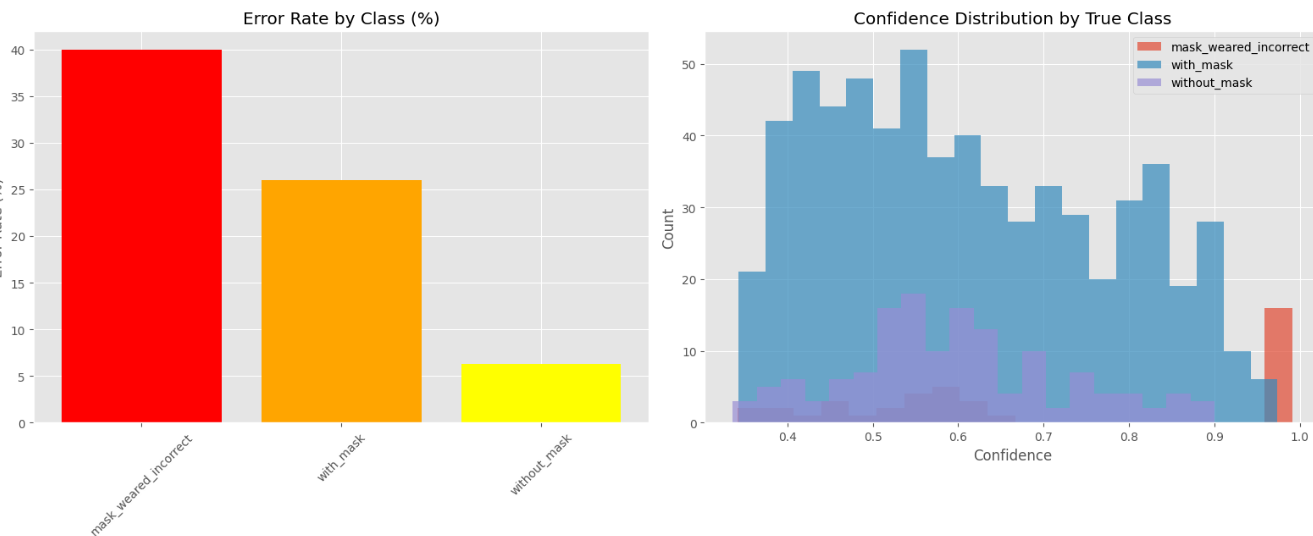 Error Rate by Class (%)
40
35
30
25
20
15
10
5
0
mask_weared_incorrect
with_mask
without_mask
Confidence Distribution by True Class
mask_weared_incorrect
with_mask
without_mask
Count
50
40
30
20
10
0
0.4 0.5 0.6 0.7 0.8 0.9 1.0
Confidence